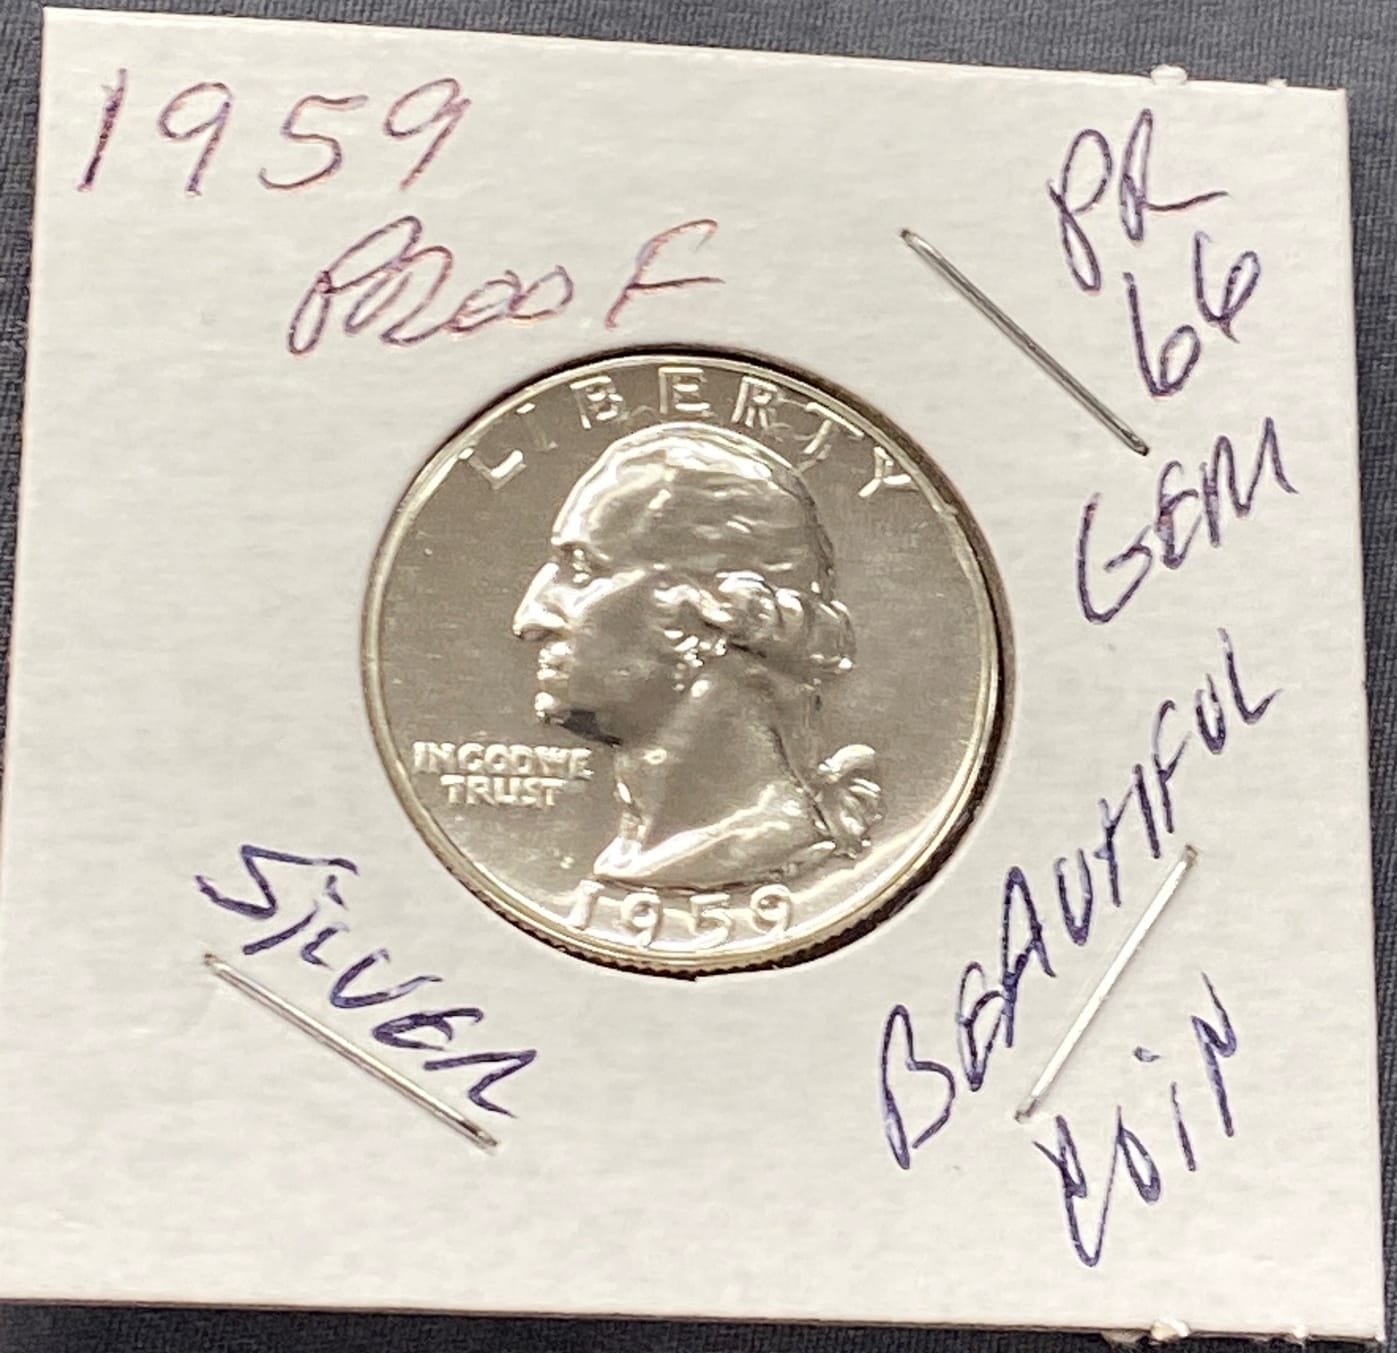 1959
PROOF
PR
66
GEM
BEAUTIFUL
COIN
SILVER
LIBERTY
IN GOD WE
TRUST
1959